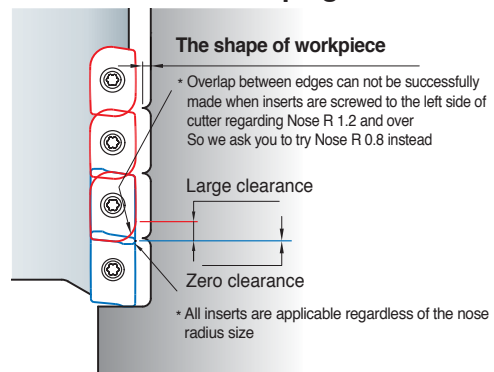 The shape of workpiece
* Overlap between edges can not be successfully
made when inserts are screwed to the left side of
cutter regarding Nose R 1.2 and over
So we ask you to try Nose R 0.8 instead
Large clearance
Zero clearance
* All inserts are applicable regardless of the nose
radius size